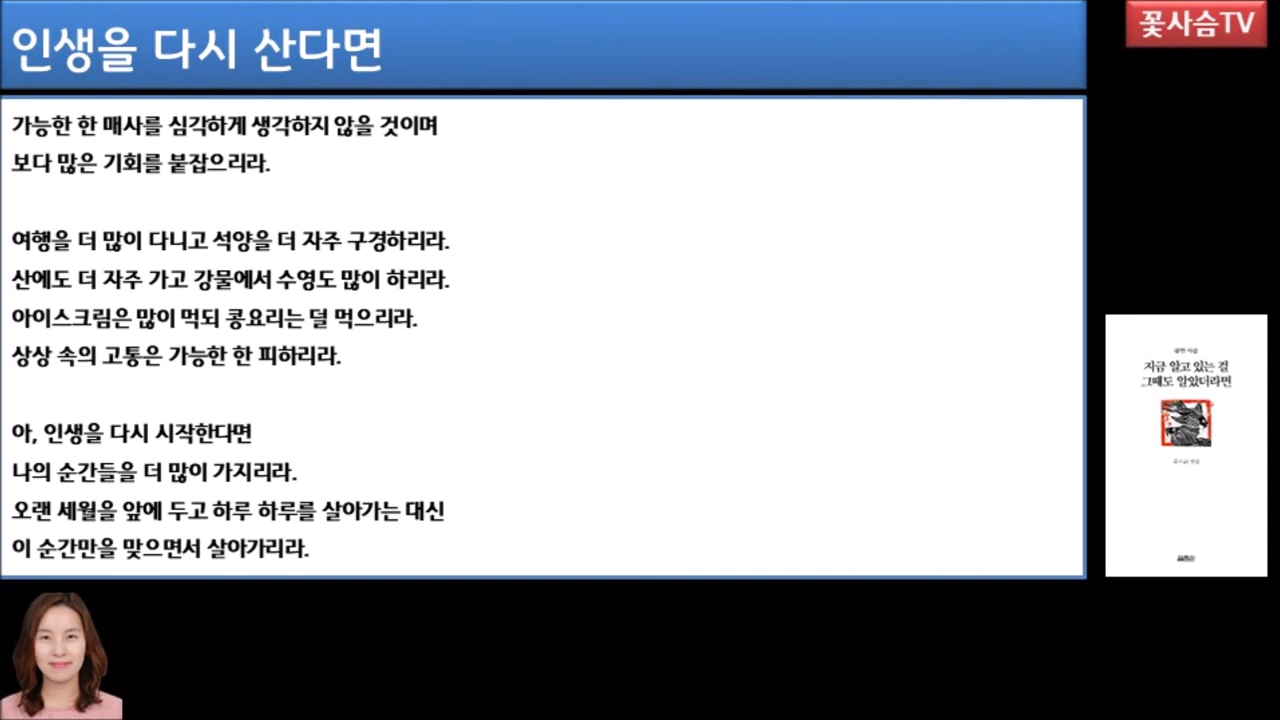 인생을 다시 산다면
꽃사슴TV
가능한 한 매사를 심각하게 생각하지 않을 것이며
보다 많은 기회를 붙잡으리라.
여행을 더 많이 다니고 석양을 더 자주 구경하리라.
산에도 더 자주 가고 강물에서 수영도 많이 하리라.
아이스크림은 많이 먹되 콩요리는 덜 먹으리라.
상상 속의 고통은 가능한 한 피하리라.
아, 인생을 다시 시작한다면
나의 순간들을 더 많이 가지리라.
오랜 세월을 앞에 두고 하루 하루를 살아가는 대신
이 순간만을 맞으면서 살아가리라.
지금 알고 있는 걸
그때도 알았더라면